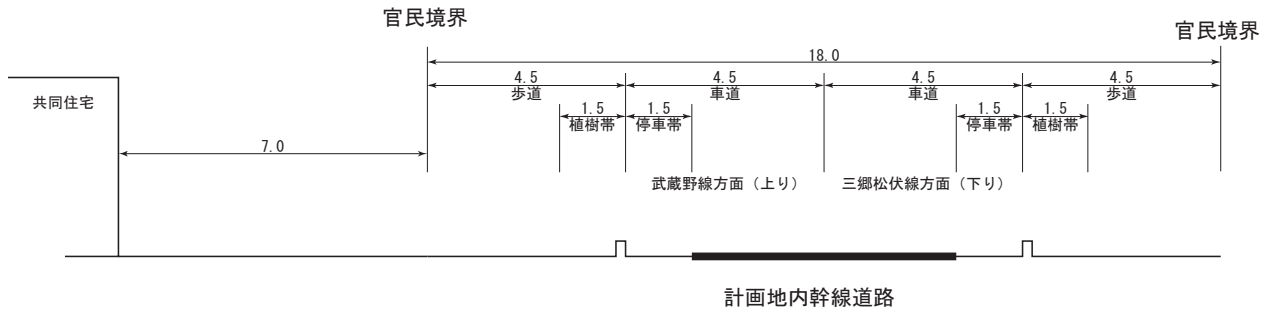 官民境界
官民境界
18.0
4.5 4.5 4.5 4.5
共同住宅
歩道 車道 車道 歩道
1.5 1.5 1.5 1.5
植樹帯 停車帯 停車帯 植樹帯
7.0
武蔵野線方面（上り） 三郷松伏線方面（下り）
計画地内幹線道路